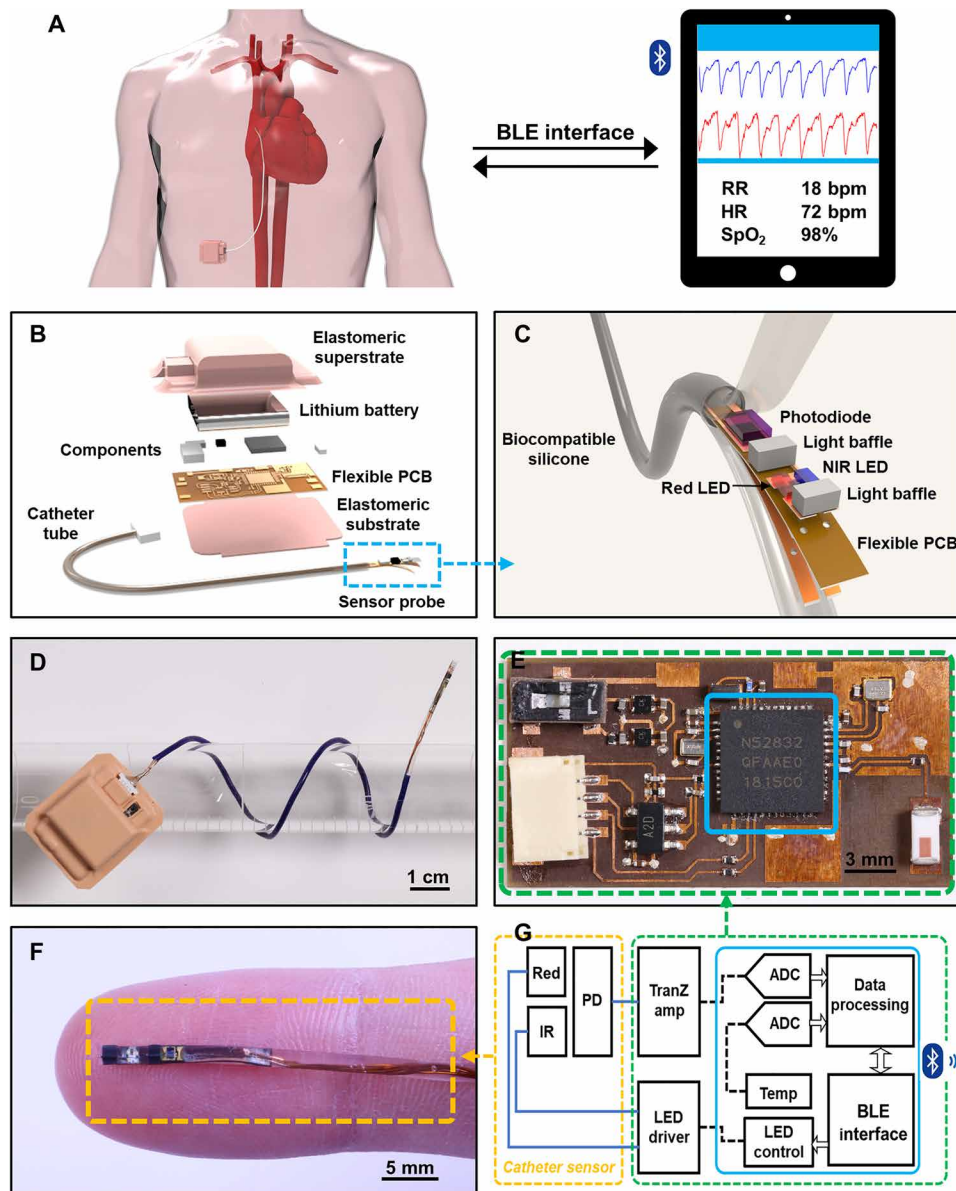 A
BLE interface
RR 18 bpm
HR 72 bpm
SpO₂ 98%
B
Elastomeric
superstrate
Lithium battery
Components
Flexible PCB
Elastomeric
substrate
Catheter
tube
Sensor probe
C
Biocompatible
silicone
Photodiode
Light baffle
NIR LED
Red LED
Light baffle
Flexible PCB
D
1 cm
E
N52832
QFAAE0
1815C0
A2D
3 mm
F
5 mm
G
Red
IR
PD
Catheter sensor
TranZ
amp
LED
driver
ADC
ADC
Data
processing
Temp
LED
control
BLE
interface